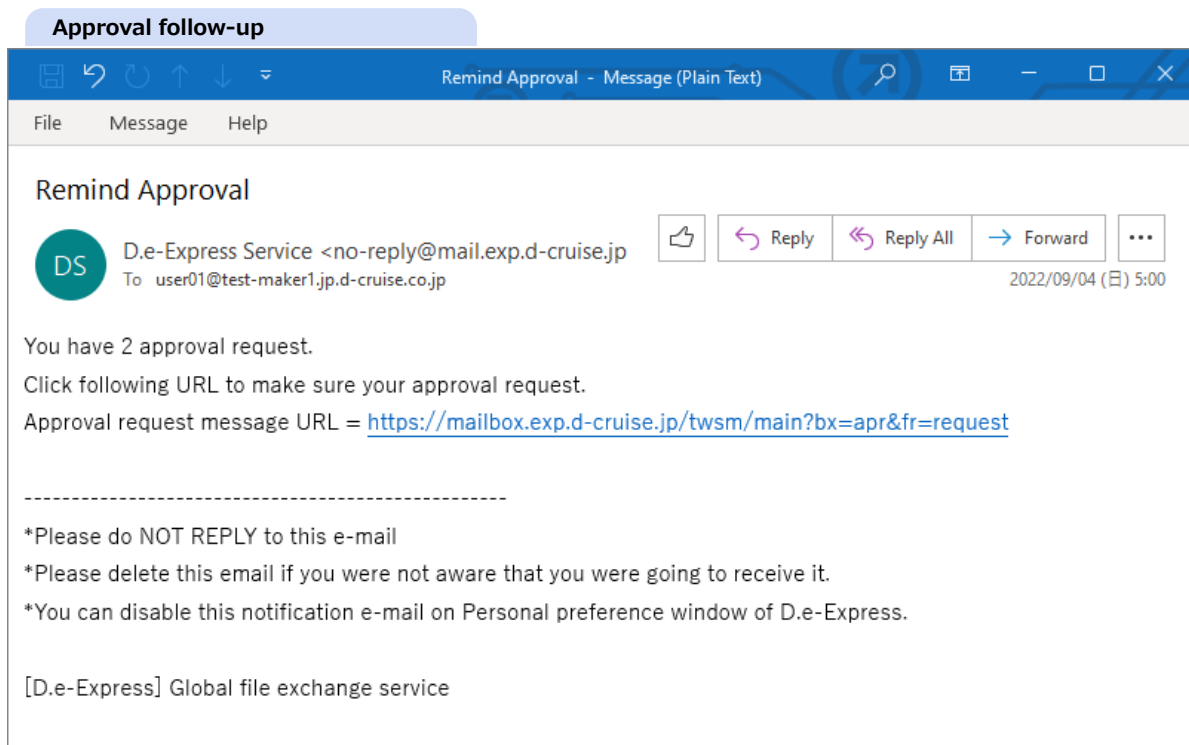 Approval follow-up
Remind Approval - Message (Plain Text)
File Message Help
Remind Approval
Reply Reply All Forward
DS
D.e-Express Service <no-reply@mail.exp.d-cruise.jp
To user01@test-maker1.jp.d-cruise.co.jp
2022/09/04 (日) 5:00
You have 2 approval request.
Click following URL to make sure your approval request.
Approval request message URL = https://mailbox.exp.d-cruise.jp/twsm/main?bx=apr&fr=request
---------------------------------------------------
*Please do NOT REPLY to this e-mail
*Please delete this email if you were not aware that you were going to receive it.
*You can disable this notification e-mail on Personal preference window of D.e-Express.
[D.e-Express] Global file exchange service